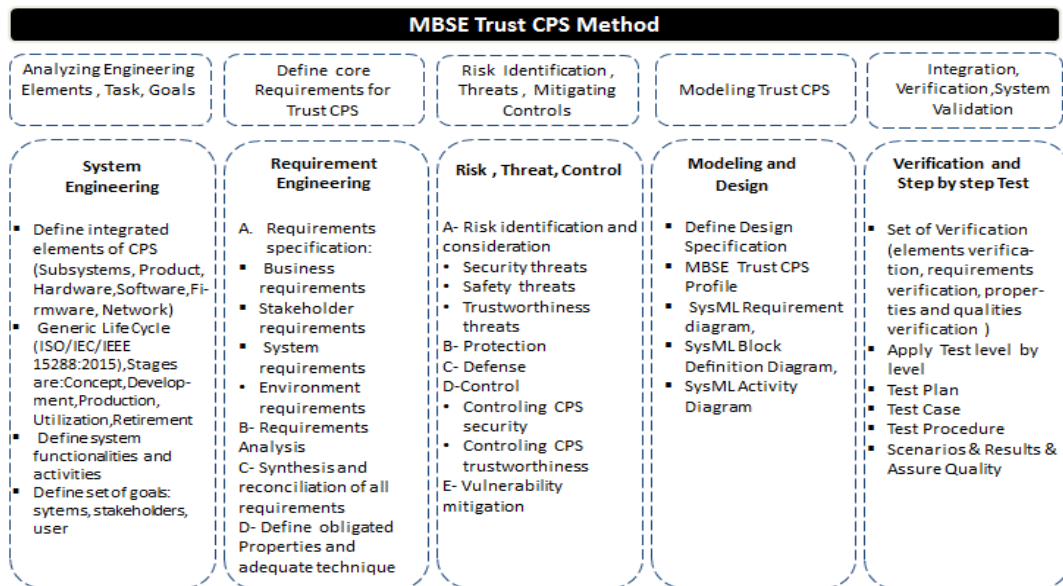 MBSE Trust CPS Method
Analyzing Engineering
Elements , Task, Goals
Define core
Requirements for
Trust CPS
Risk Identification ,
Threats , Mitigating
Controls
Modeling Trust CPS
Integration,
Verification,System
Validation
System
Engineering
▪ Define integrated
elements of CPS
(Subsystems, Product,
Hardware,Software,Fi-
rmware, Network)
▪ Generic Life Cycle
(ISO/IEC/IEEE
15288:2015),Stages
are:Concept,Develop-
ment,Production,
Utilization,Retirement
▪ Define system
functionalities and
activities
▪ Define set of goals:
sytems, stakeholders,
user
Requirement
Engineering
A. Requirements
specification:
▪ Business
requirements
▪ Stakeholder
requirements
▪ System
requirements
• Environment
requirements
B- Requirements
Analysis
C- Synthesis and
reconciliation of all
requirements
D- Define obligated
Properties and
adequate technique
Risk , Threat, Control
A- Risk identification and
consideration
• Security threats
• Safety threats
• Trustworthiness
threats
B- Protection
C- Defense
D-Control
• Controling CPS
security
• Controling CPS
trustworthiness
E- Vulnerability
mitigation
Modeling and
Design
▪ Define Design
Specification
▪ MBSE Trust CPS
Profile
▪ SysML Requirement
diagram,
▪ SysML Block
Definition Diagram,
▪ SysML Activity
Diagram
Verification and
Step by step Test
▪ Set of Verification
(elements verifica-
tion, requirements
verification, proper-
ties and qualities
verification )
▪ Apply Test level by
level
▪ Test Plan
▪ Test Case
▪ Test Procedure
▪ Scenarios & Results &
Assure Quality